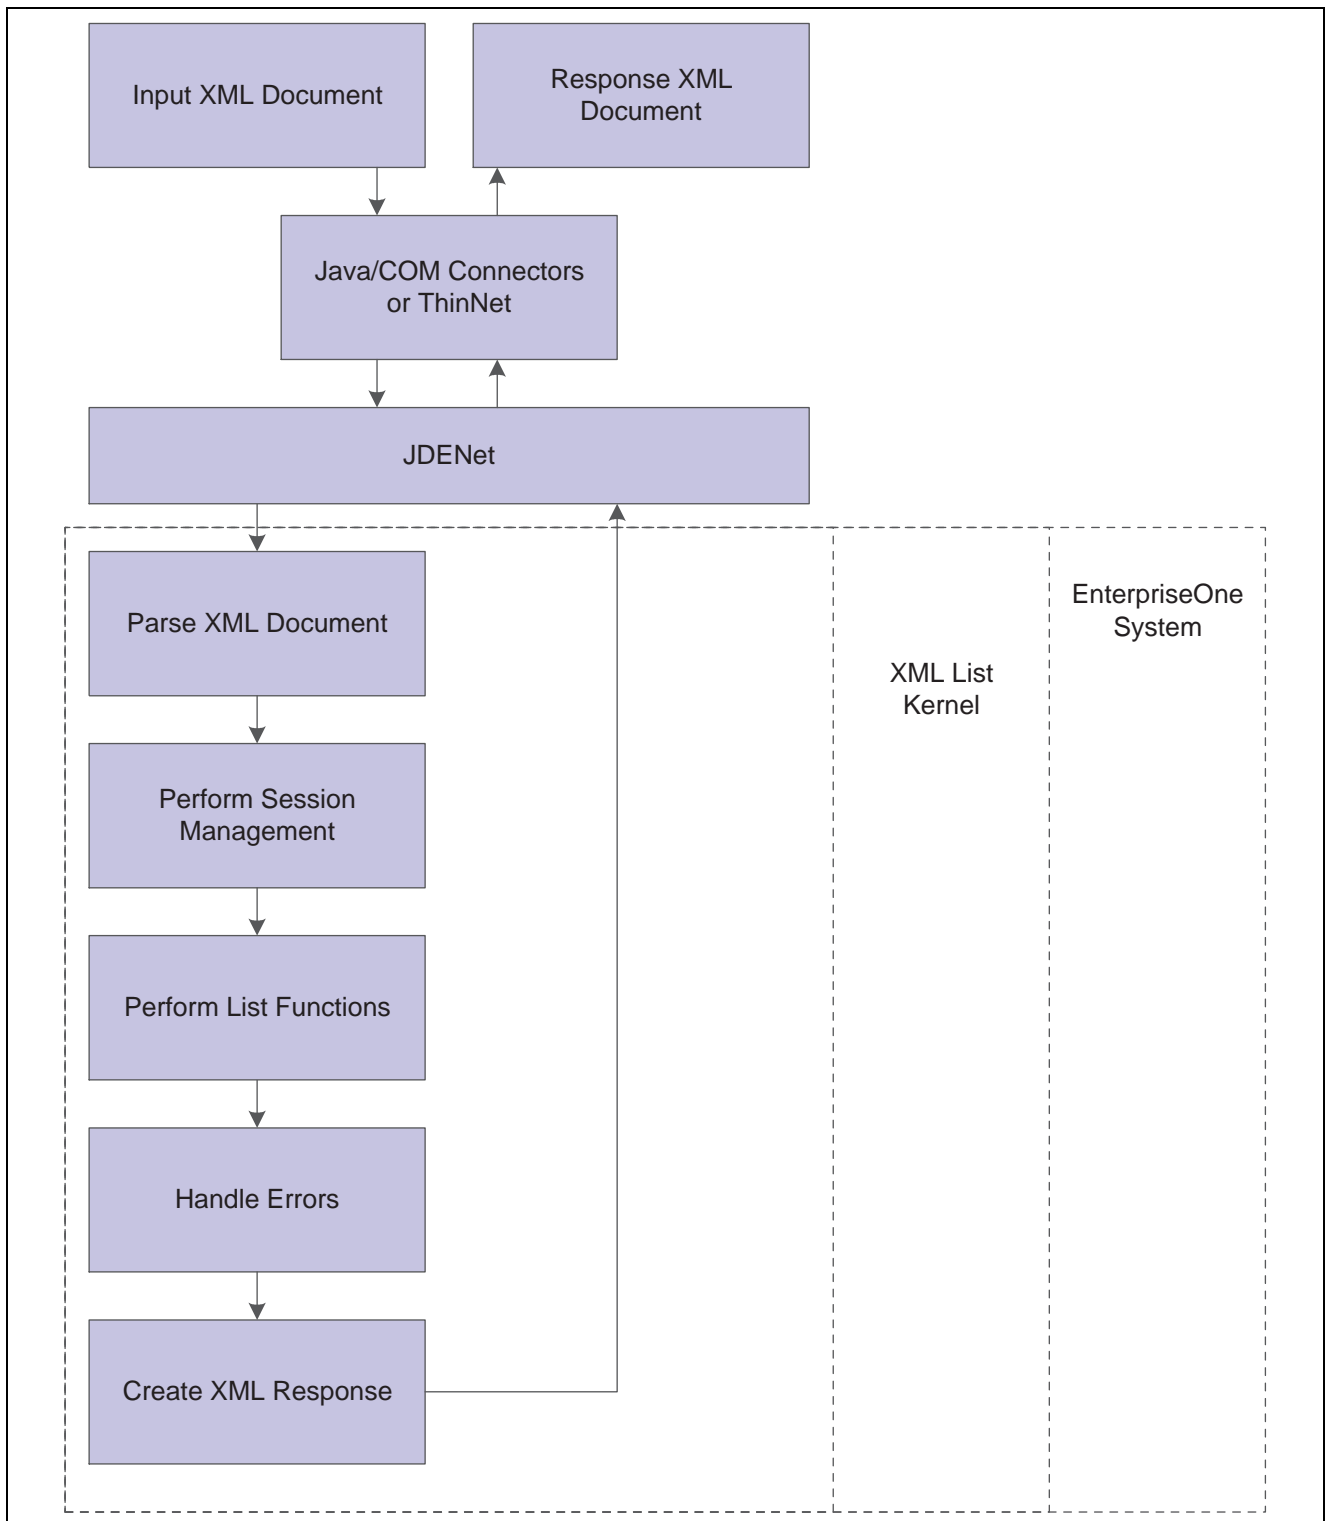 Input XML Document
Response XML
Document
Java/COM Connectors
or ThinNet
JDENet
Parse XML Document
EnterpriseOne
System
XML List
Kernel
Perform Session
Management
Perform List Functions
Handle Errors
Create XML Response